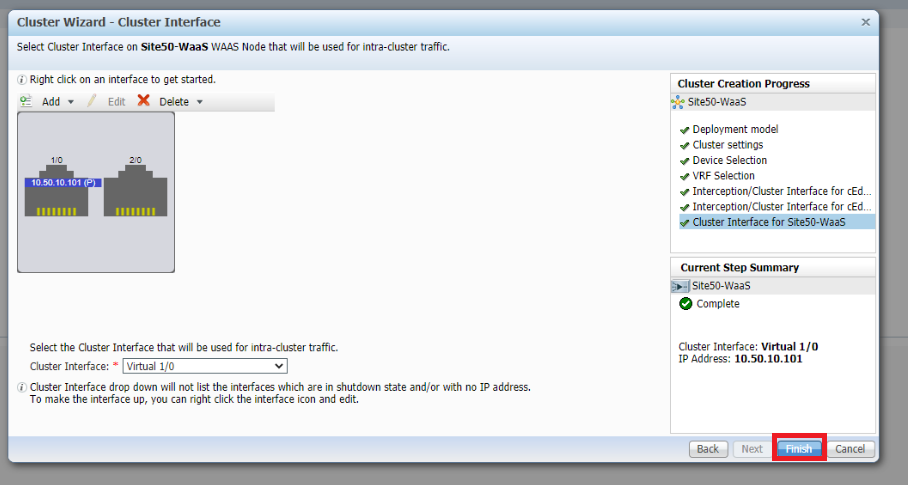 Cluster Wizard - Cluster Interface
Select Cluster Interface on Site50-WaaS WAAS Node that will be used for intra-cluster traffic.
Right click on an interface to get started.
Add Edit Delete
1/0 2/0
10.50.10.101 (P)
Select the Cluster Interface that will be used for intra-cluster traffic.
Cluster Interface: * Virtual 1/0
Cluster Interface drop down will not list the interfaces which are in shutdown state and/or with no IP address.
To make the interface up, you can right click the interface icon and edit.
Cluster Creation Progress
Site50-WaaS
Deployment model
Cluster settings
Device Selection
VRF Selection
Interception/Cluster Interface for cEd...
Interception/Cluster Interface for cEd...
Cluster Interface for Site50-WaaS
Current Step Summary
Site50-WaaS
Complete
Cluster Interface: Virtual 1/0
IP Address: 10.50.10.101
Back Next Finish Cancel